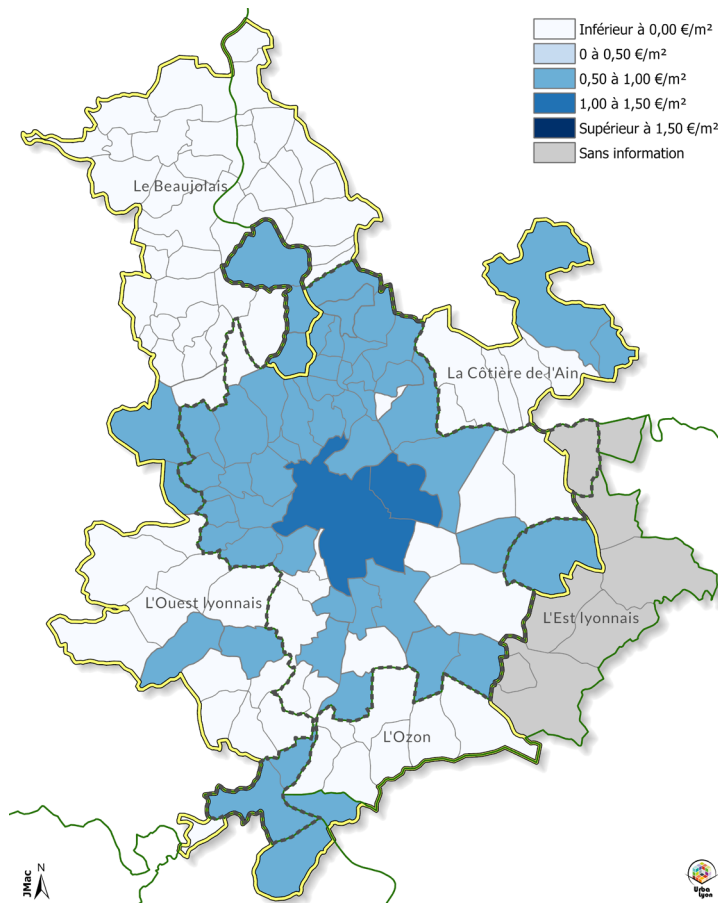 Inférieur à 0,00 €/m²
0 à 0,50 €/m²
0,50 à 1,00 €/m²
1,00 à 1,50 €/m²
Supérieur à 1,50 €/m²
Sans information
Le Beaujolais
La Côtière de l'Ain
L'Ouest lyonnais
L'Est lyonnais
L'Ozon
JMac
N
Urba
Lyon